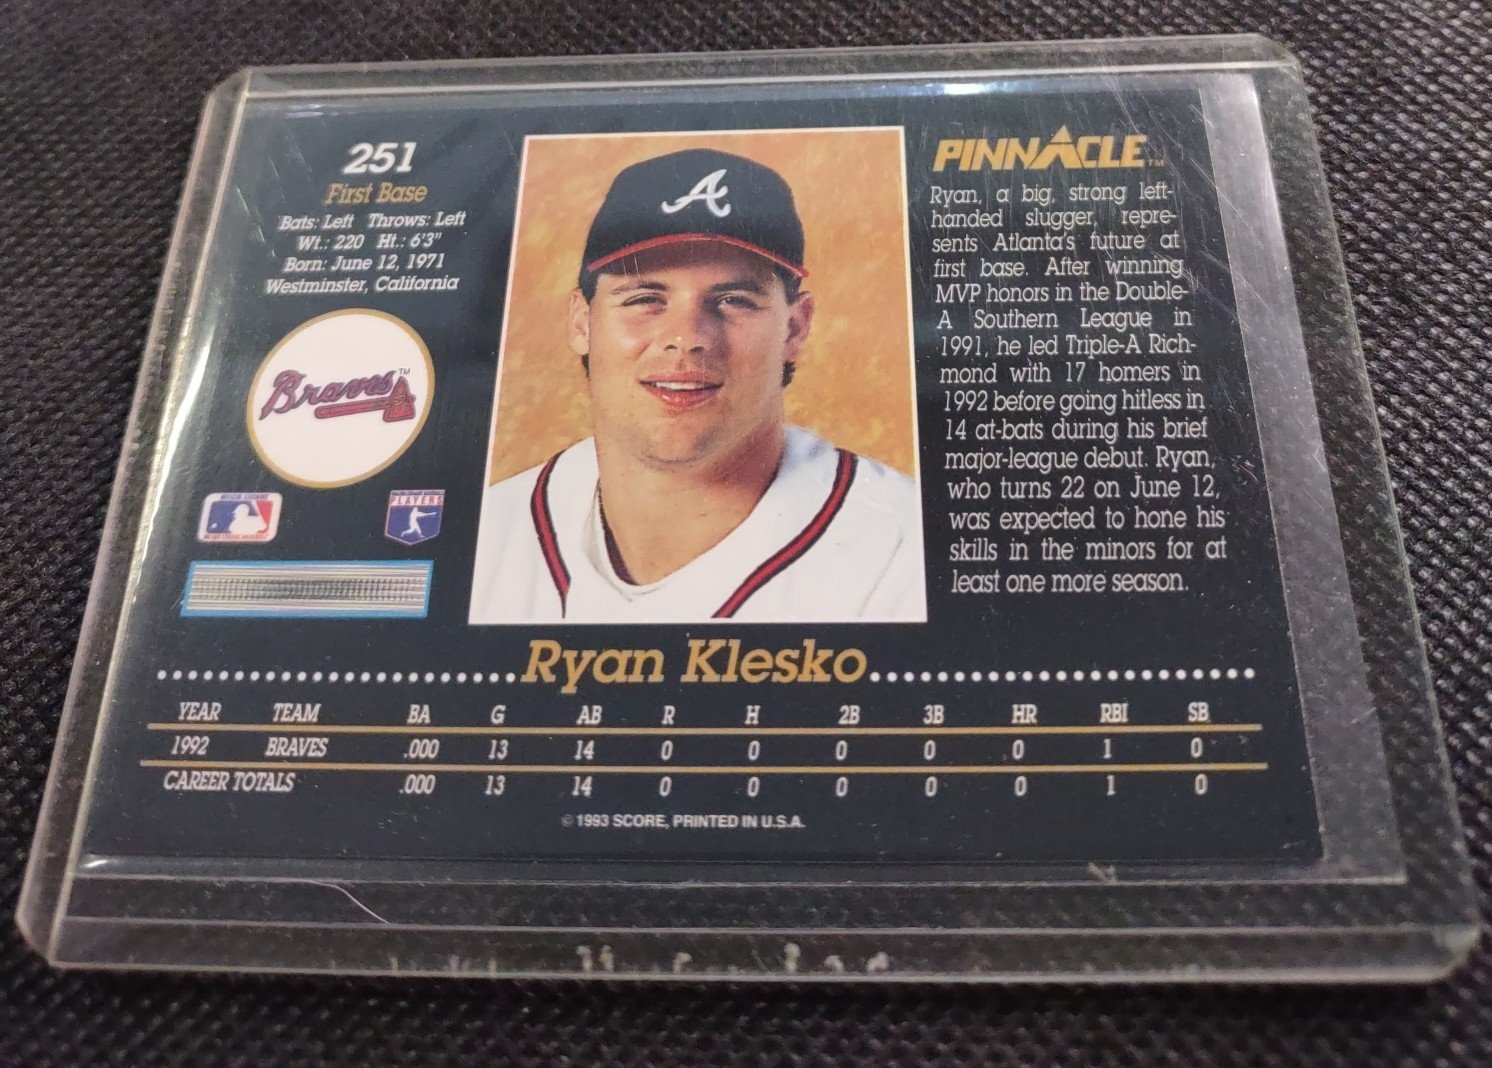 251
First Base
Bats: Left Throws: Left
Wt.: 220 Ht.: 6'3"
Born: June 12, 1971
Westminster, California
Braves™
PLAYERS
A
PINNACLE™
Ryan, a big, strong left-
handed slugger, repre-
sents Atlanta's future at
first base. After winning
MVP honors in the Double-
A Southern League in
1991, he led Triple-A Rich-
mond with 17 homers in
1992 before going hitless in
14 at-bats during his brief
major-league debut. Ryan,
who turns 22 on June 12,
was expected to hone his
skills in the minors for at
least one more season.
Ryan Klesko
YEAR TEAM BA G AB R H 2B 3B HR RBI SB
1992 BRAVES .000 13 14 0 0 0 0 0 1 0
CAREER TOTALS .000 13 14 0 0 0 0 0 1 0
© 1993 SCORE, PRINTED IN U.S.A.